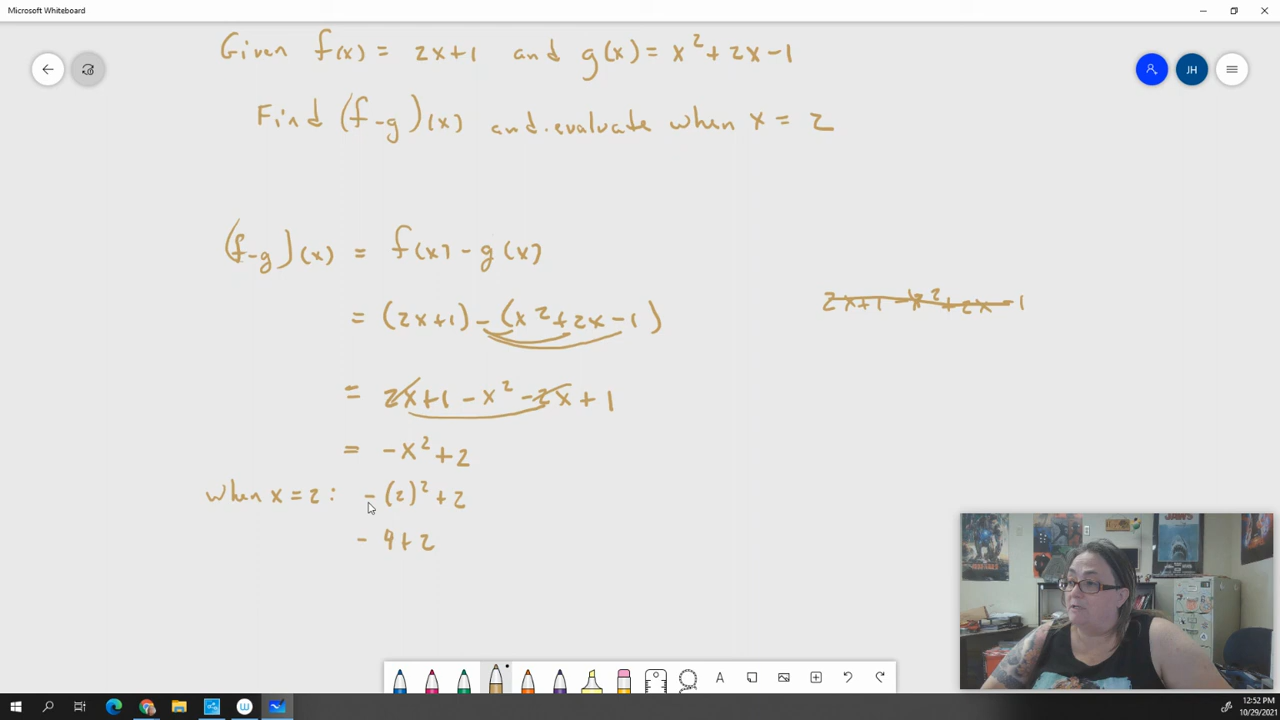 Microsoft Whiteboard
Given f(x) = 2x+1 and g(x) = x²+2x-1
JH
Find (f-g)(x) and evaluate when x = 2
(f-g)(x) = f(x) - g(x)
= (2x+1) - (x²+2x-1)
2x+1 - x²+2x-1
= 2x+1 - x² - 2x + 1
= -x² + 2
when x = 2: -(2)² + 2
- 4+2
JAWS
A
12:52 PM
10/29/2021